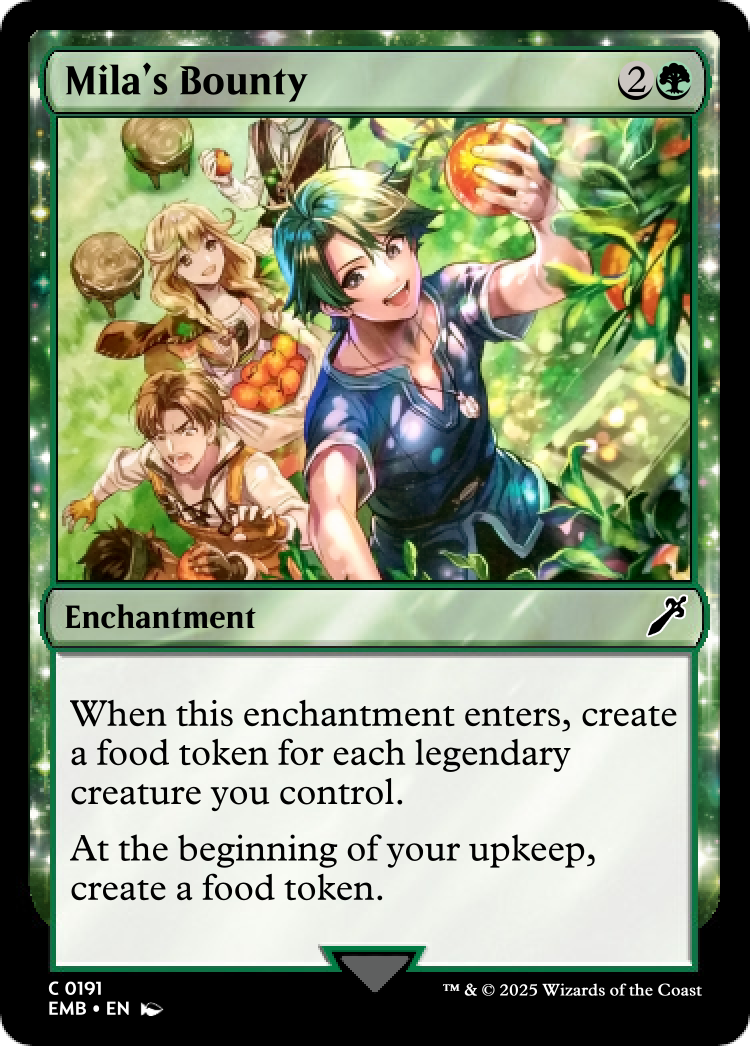 Mila's Bounty 2
Enchantment
When this enchantment enters, create
a food token for each legendary
creature you control.
At the beginning of your upkeep,
create a food token.
C 0191
EMB • EN
™ & © 2025 Wizards of the Coast